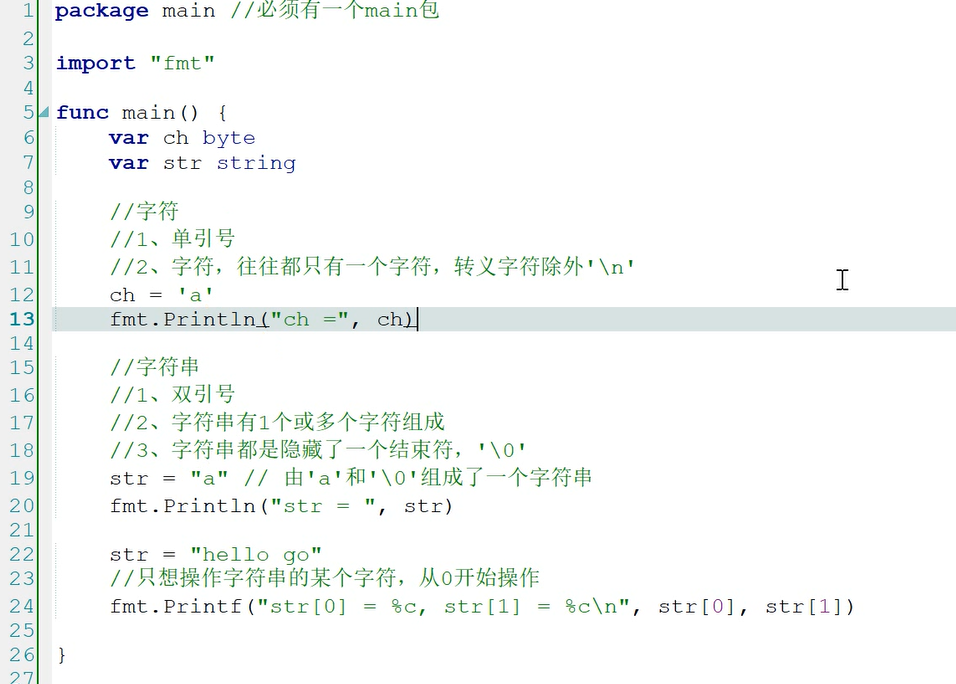 1 package main //必须有一个main包
2
3 import "fmt"
4
5 func main() {
6 var ch byte
7 var str string
8
9 //字符
10 //1、单引号
11 //2、字符，往往都只有一个字符，转义字符除外'\n'
12 ch = 'a'
13 fmt.Println("ch =", ch)
14
15 //字符串
16 //1、双引号
17 //2、字符串有1个或多个字符组成
18 //3、字符串都是隐藏了一个结束符，'\0'
19 str = "a" // 由'a'和'\0'组成了一个字符串
20 fmt.Println("str = ", str)
21
22 str = "hello go"
23 //只想操作字符串的某个字符，从0开始操作
24 fmt.Printf("str[0] = %c, str[1] = %c\n", str[0], str[1])
25
26 }
27